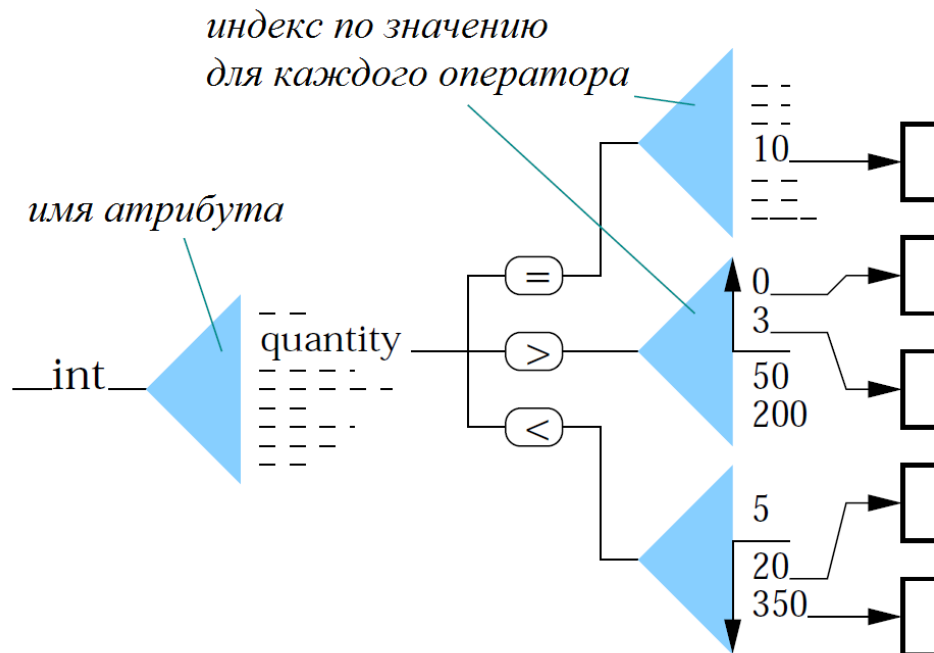 индекс по значению
для каждого оператора
10
имя атрибута
=
0
3
quantity
>
int
50
200
<
5
20
350